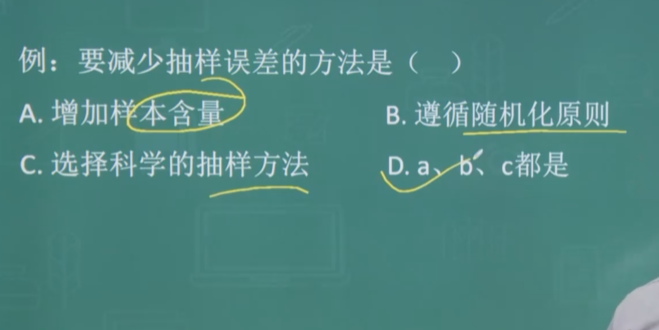 例：要减少抽样误差的方法是（ ）
A. 增加样本含量 B. 遵循随机化原则
C. 选择科学的抽样方法 D. a、b、c都是